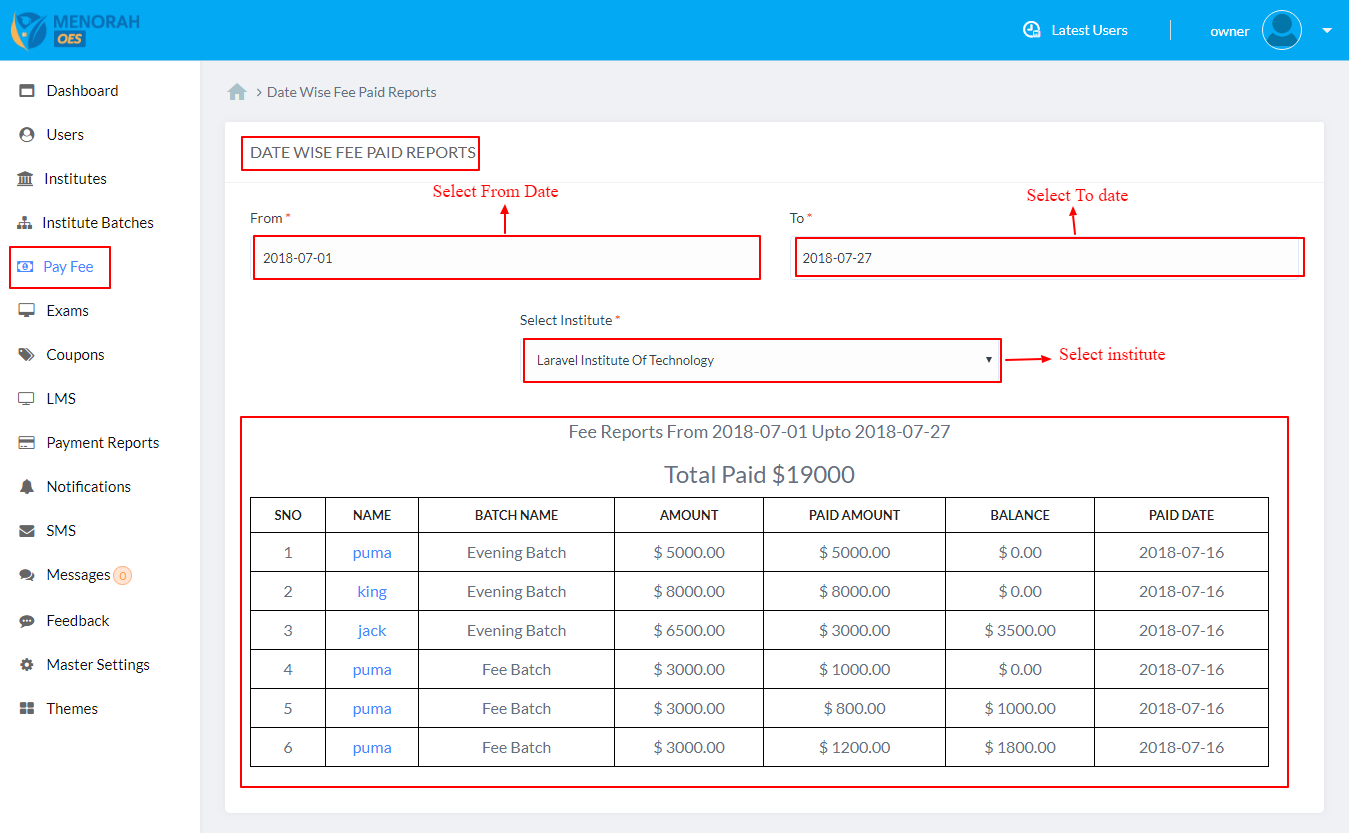 MENORAH
OES
Latest Users
owner
Dashboard
Users
Institutes
Institute Batches
Pay Fee
Exams
Coupons
LMS
Payment Reports
Notifications
SMS
Messages 0
Feedback
Master Settings
Themes
> Date Wise Fee Paid Reports
DATE WISE FEE PAID REPORTS
Select From Date
Select To date
From *
To *
2018-07-01
2018-07-27
Select Institute *
Laravel Institute Of Technology
Select institute
Fee Reports From 2018-07-01 Upto 2018-07-27
Total Paid $19000
SNO NAME BATCH NAME AMOUNT PAID AMOUNT BALANCE PAID DATE
1 puma Evening Batch $ 5000.00 $ 5000.00 $ 0.00 2018-07-16
2 king Evening Batch $ 8000.00 $ 8000.00 $ 0.00 2018-07-16
3 jack Evening Batch $ 6500.00 $ 3000.00 $ 3500.00 2018-07-16
4 puma Fee Batch $ 3000.00 $ 1000.00 $ 0.00 2018-07-16
5 puma Fee Batch $ 3000.00 $ 800.00 $ 1000.00 2018-07-16
6 puma Fee Batch $ 3000.00 $ 1200.00 $ 1800.00 2018-07-16